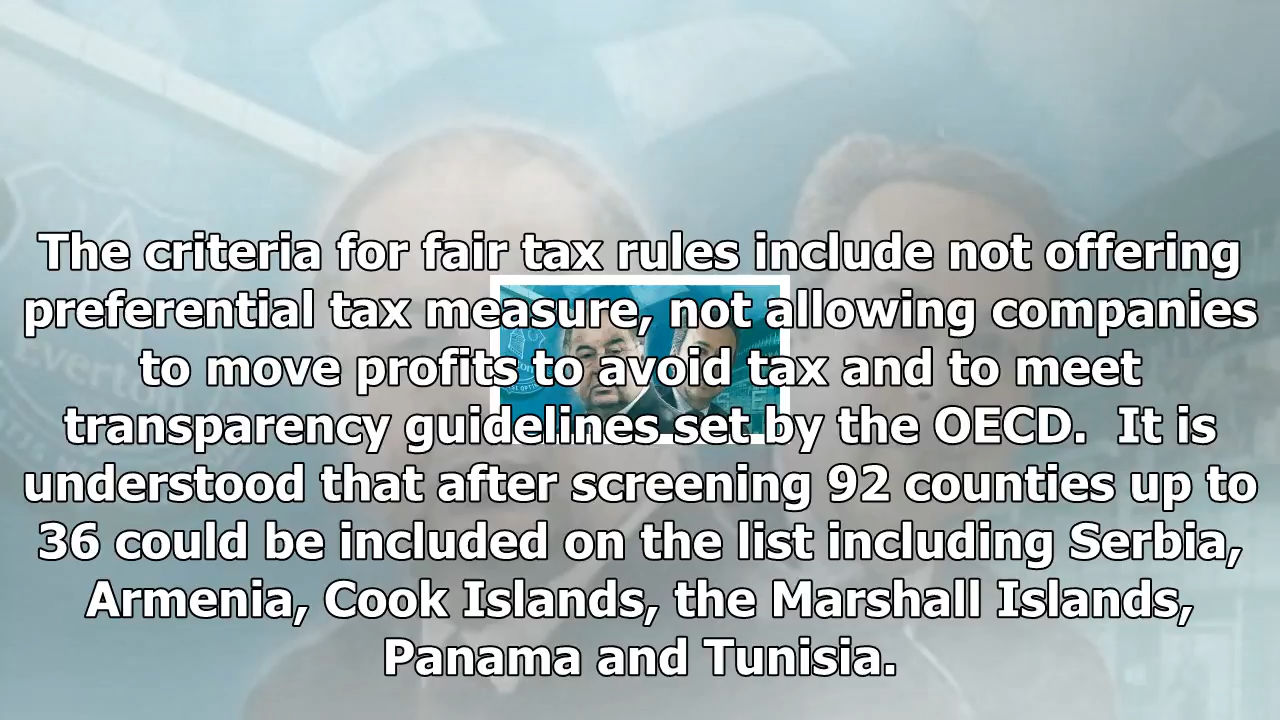 The criteria for fair tax rules include not offering
preferential tax measure, not allowing companies
to move profits to avoid tax and to meet
transparency guidelines set by the OECD.  It is
understood that after screening 92 counties up to
36 could be included on the list including Serbia,
Armenia, Cook Islands, the Marshall Islands,
Panama and Tunisia.
Everton